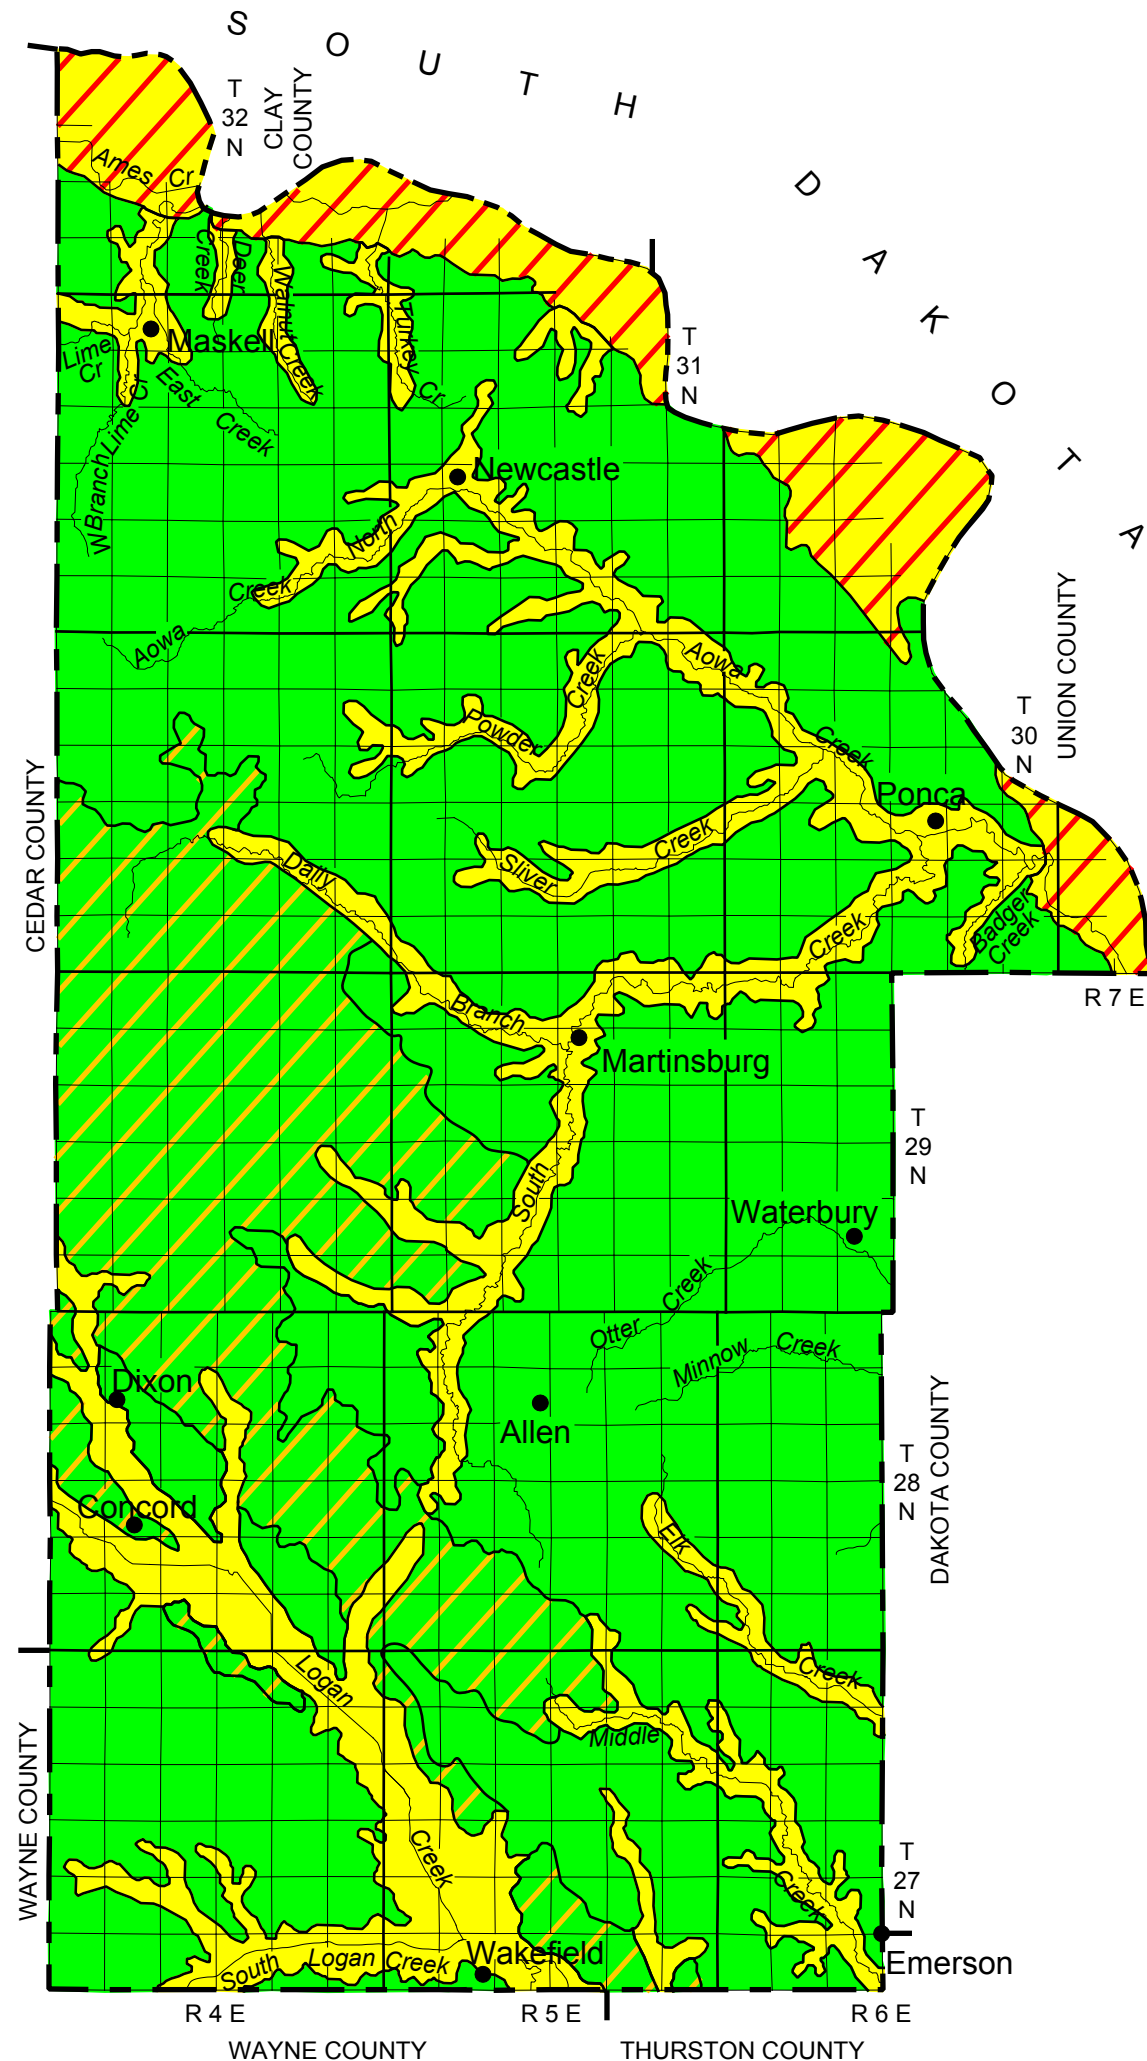 S O U T H D A K O T A
T
32
N
CLAY
COUNTY
Ames Cr
Creek
Deer
Walnut Creek
Turkey Cr
Maskell
Lime
Cr
East Creek
W Branch Lime Cr
T
31
N
Newcastle
North
Creek
Aowa
Aowa
Creek
Powder
Creek
UNION COUNTY
T
30
N
Ponca
CEDAR COUNTY
Daily
Branch
Sliver
Creek
Creek
Badger
Creek
R 7 E
Martinsburg
T
29
N
South
Waterbury
Otter
Creek
Minnow Creek
Dixon
Allen
Concord
T
28
N
DAKOTA COUNTY
Elk
Creek
Logan
Creek
Middle
Creek
WAYNE COUNTY
T
27
N
South Logan Creek
Wakefield
Emerson
R 4 E
R 5 E
R 6 E
WAYNE COUNTY
THURSTON COUNTY